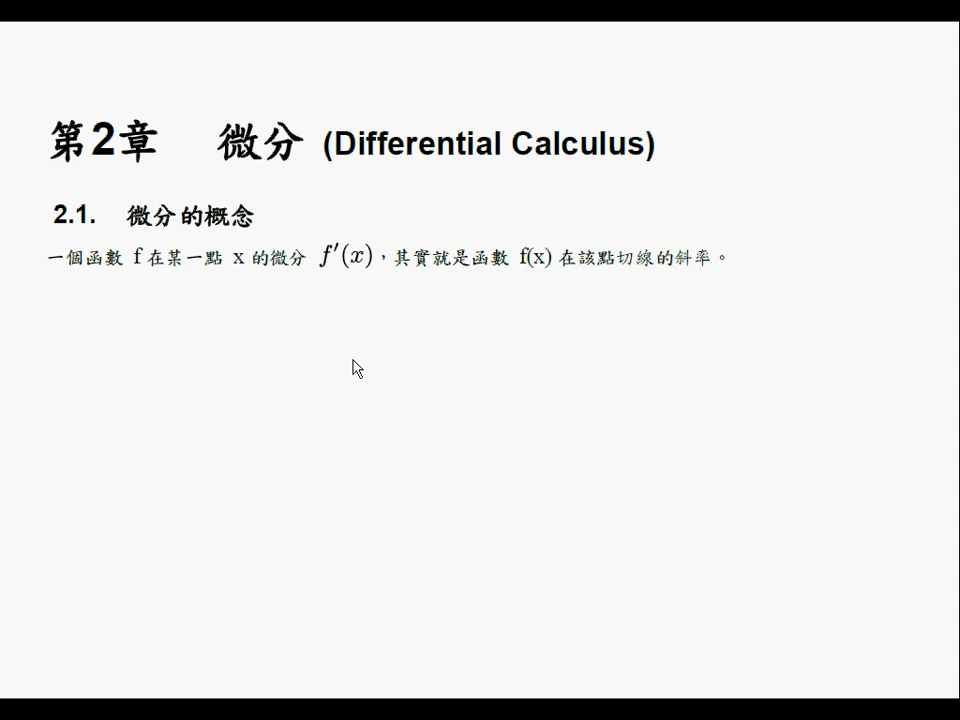 第2章 微分 (Differential Calculus)
2.1. 微分的概念
一個函數 f 在某一點 x 的微分 f′(x),其實就是函數 f(x) 在該點切線的斜率。